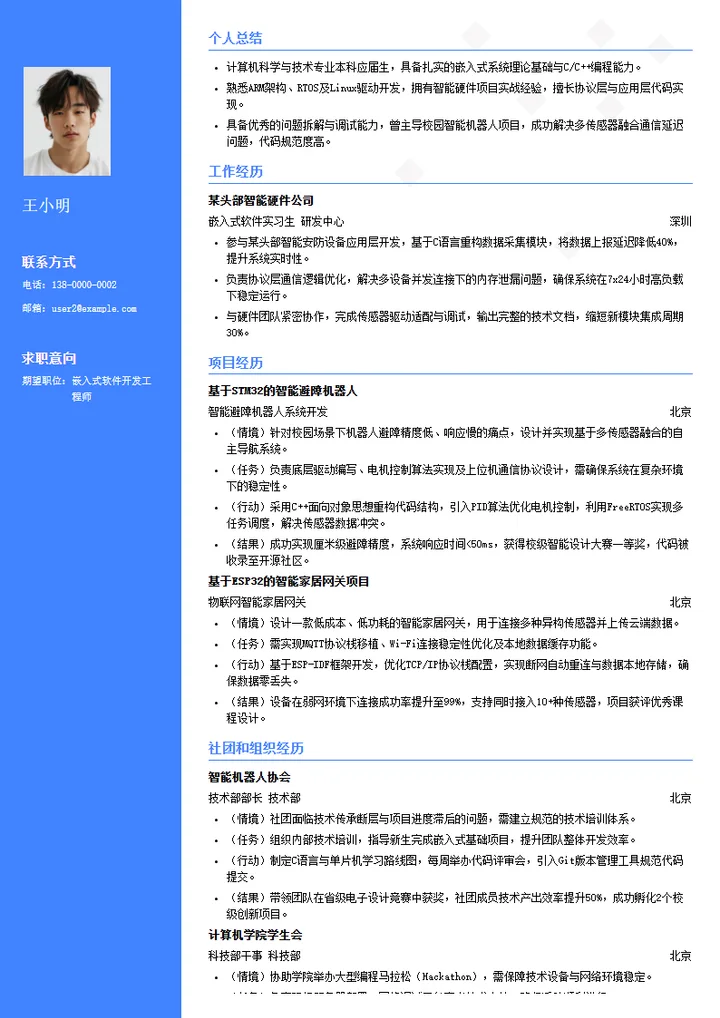 王小明
联系方式
电话：138-0000-0002
邮箱：user2@example.com
求职意向
期望职位：嵌入式软件开发工
程师
个人总结
• 计算机科学与技术专业本科应届生，具备扎实的嵌入式系统理论基础与C/C++编程能力。
• 熟悉ARM架构、RTOS及Linux驱动开发，拥有智能硬件项目实战经验，擅长协议层与应用层代码实
现。
• 具备优秀的问题拆解与调试能力，曾主导校园智能机器人项目，成功解决多传感器融合通信延迟
问题，代码规范度高。
工作经历
某头部智能硬件公司
嵌入式软件实习生 研发中心 深圳
• 参与某头部智能安防设备应用层开发，基于C语言重构数据采集模块，将数据上报延迟降低40%，
提升系统实时性。
• 负责协议层通信逻辑优化，解决多设备并发连接下的内存泄漏问题，确保系统在7x24小时高负载
下稳定运行。
• 与硬件团队紧密协作，完成传感器驱动适配与调试，输出完整的技术文档，缩短新模块集成周期
30%。
项目经历
基于STM32的智能避障机器人
智能避障机器人系统开发 北京
• （情境）针对校园场景下机器人避障精度低、响应慢的痛点，设计并实现基于多传感器融合的自
主导航系统。
• （任务）负责底层驱动编写、电机控制算法实现及上位机通信协议设计，需确保系统在复杂环境
下的稳定性。
• （行动）采用C++面向对象思想重构代码结构，引入PID算法优化电机控制，利用FreeRTOS实现多
任务调度，解决传感器数据冲突。
• （结果）成功实现厘米级避障精度，系统响应时间<50ms，获得校级智能设计大赛一等奖，代码被
收录至开源社区。
基于ESP32的智能家居网关项目
物联网智能家居网关 北京
• （情境）设计一款低成本、低功耗的智能家居网关，用于连接多种异构传感器并上传云端数据。
• （任务）需实现MQTT协议栈移植、Wi-Fi连接稳定性优化及本地数据缓存功能。
• （行动）基于ESP-IDF框架开发，优化TCP/IP协议栈配置，实现断网自动重连与数据本地存储，确
保数据零丢失。
• （结果）设备在弱网环境下连接成功率提升至99%，支持同时接入10+种传感器，项目获评优秀课
程设计。
社团和组织经历
智能机器人协会
技术部部长 技术部 北京
• （情境）社团面临技术传承断层与项目进度滞后的问题，需建立规范的技术培训体系。
• （任务）组织内部技术培训，指导新生完成嵌入式基础项目，提升团队整体开发效率。
• （行动）制定C语言与单片机学习路线图，每周举办代码评审会，引入Git版本管理工具规范代码
提交。
• （结果）带领团队在省级电子设计竞赛中获奖，社团成员技术产出效率提升50%，成功孵化2个校
级创新项目。
计算机学院学生会
科技部干事 科技部 北京
• （情境）协助学院举办大型编程马拉松（Hackathon），需保障技术设备与网络环境稳定。